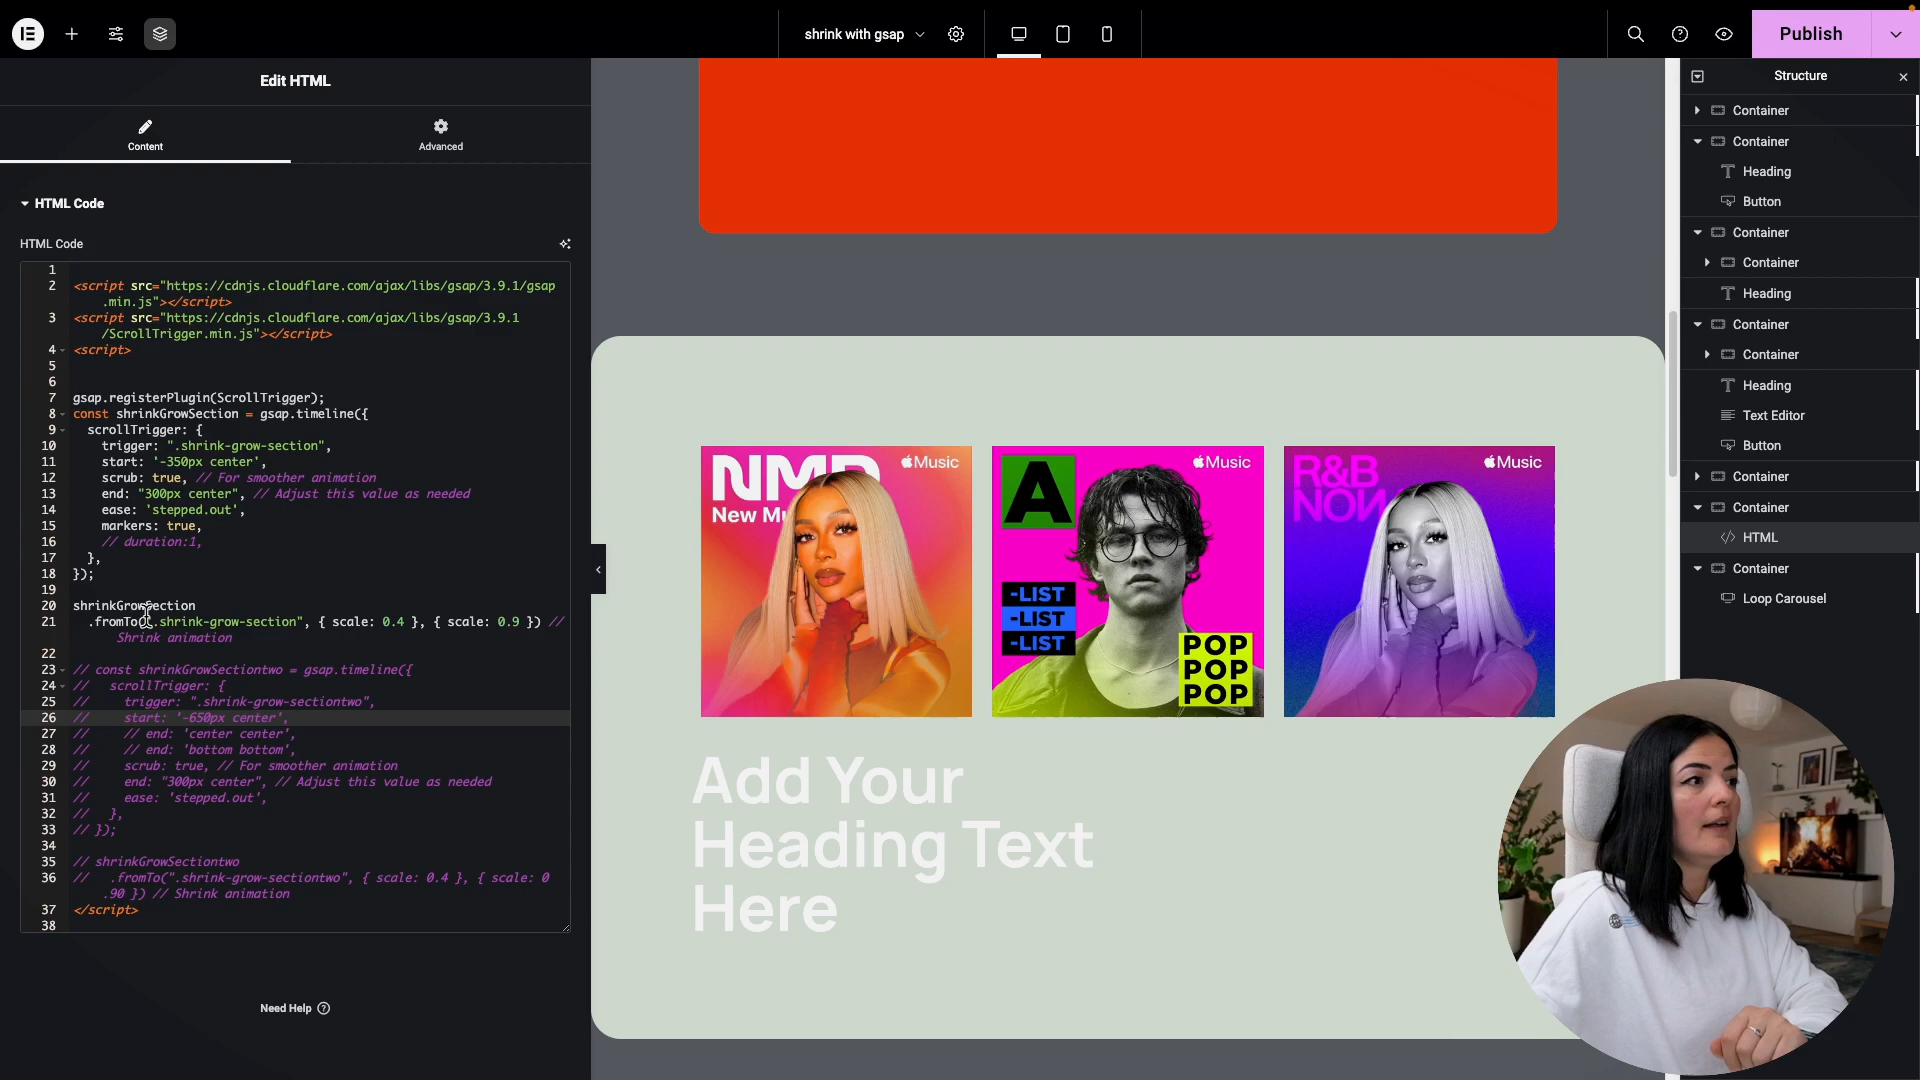 shrink with gsap
Publish
Edit HTML
Structure
Content
Advanced
HTML Code
HTML Code
1
2 <script src="https://cdnjs.cloudflare.com/ajax/libs/gsap/3.9.1/gsap
.min.js"></script>
3 <script src="https://cdnjs.cloudflare.com/ajax/libs/gsap/3.9.1
/ScrollTrigger.min.js"></script>
4 <script>
5
6
7 gsap.registerPlugin(ScrollTrigger);
8 const shrinkGrowSection = gsap.timeline({
9 scrollTrigger: {
10 trigger: ".shrink-grow-section",
11 start: '-350px center',
12 scrub: true, // For smoother animation
13 end: "300px center", // Adjust this value as needed
14 ease: 'stepped.out',
15 markers: true,
16 // duration:1,
17 },
18 });
19
20 shrinkGrowSection
21 .fromTo(".shrink-grow-section", { scale: 0.4 }, { scale: 0.9 }) //
Shrink animation
22
23 // const shrinkGrowSectiontwo = gsap.timeline({
24 // scrollTrigger: {
25 // trigger: ".shrink-grow-sectiontwo",
26 // start: '-650px center',
27 // // end: 'center center',
28 // // end: 'bottom bottom',
29 // scrub: true, // For smoother animation
30 // end: "300px center", // Adjust this value as needed
31 // ease: 'stepped.out',
32 // },
33 // });
34
35 // shrinkGrowSectiontwo
36 // .fromTo(".shrink-grow-sectiontwo", { scale: 0.4 }, { scale: 0
.90 }) // Shrink animation
37 </script>
38
Need Help
NMD
New Mu
Music
A
Music
-LIST
-LIST
-LIST
POP
POP
POP
R&B
NOW
Music
Add Your
Heading Text
Here
Container
Container
Heading
Button
Container
Container
Heading
Container
Container
Heading
Text Editor
Button
Container
Container
HTML
Container
Loop Carousel